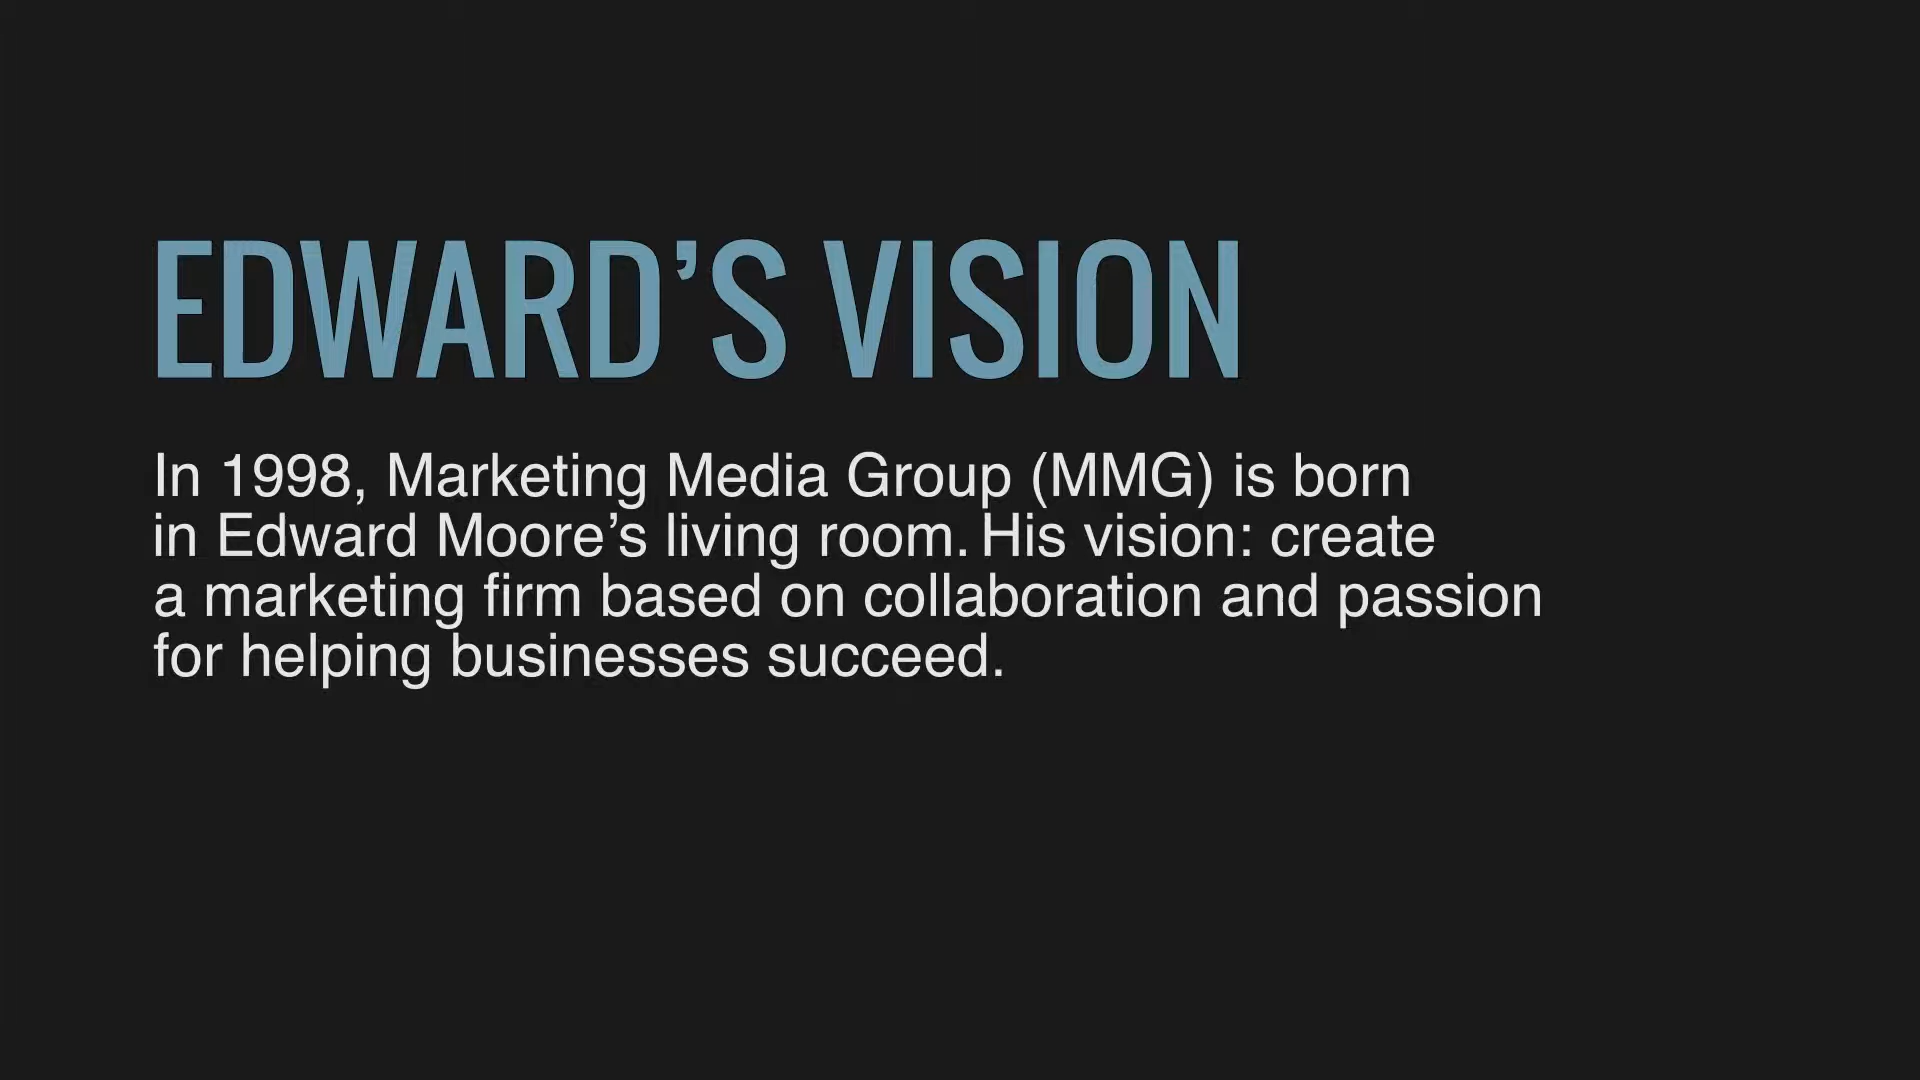 EDWARD’S VISION
In 1998, Marketing Media Group (MMG) is born
in Edward Moore’s living room. His vision: create
a marketing firm based on collaboration and passion
for helping businesses succeed.